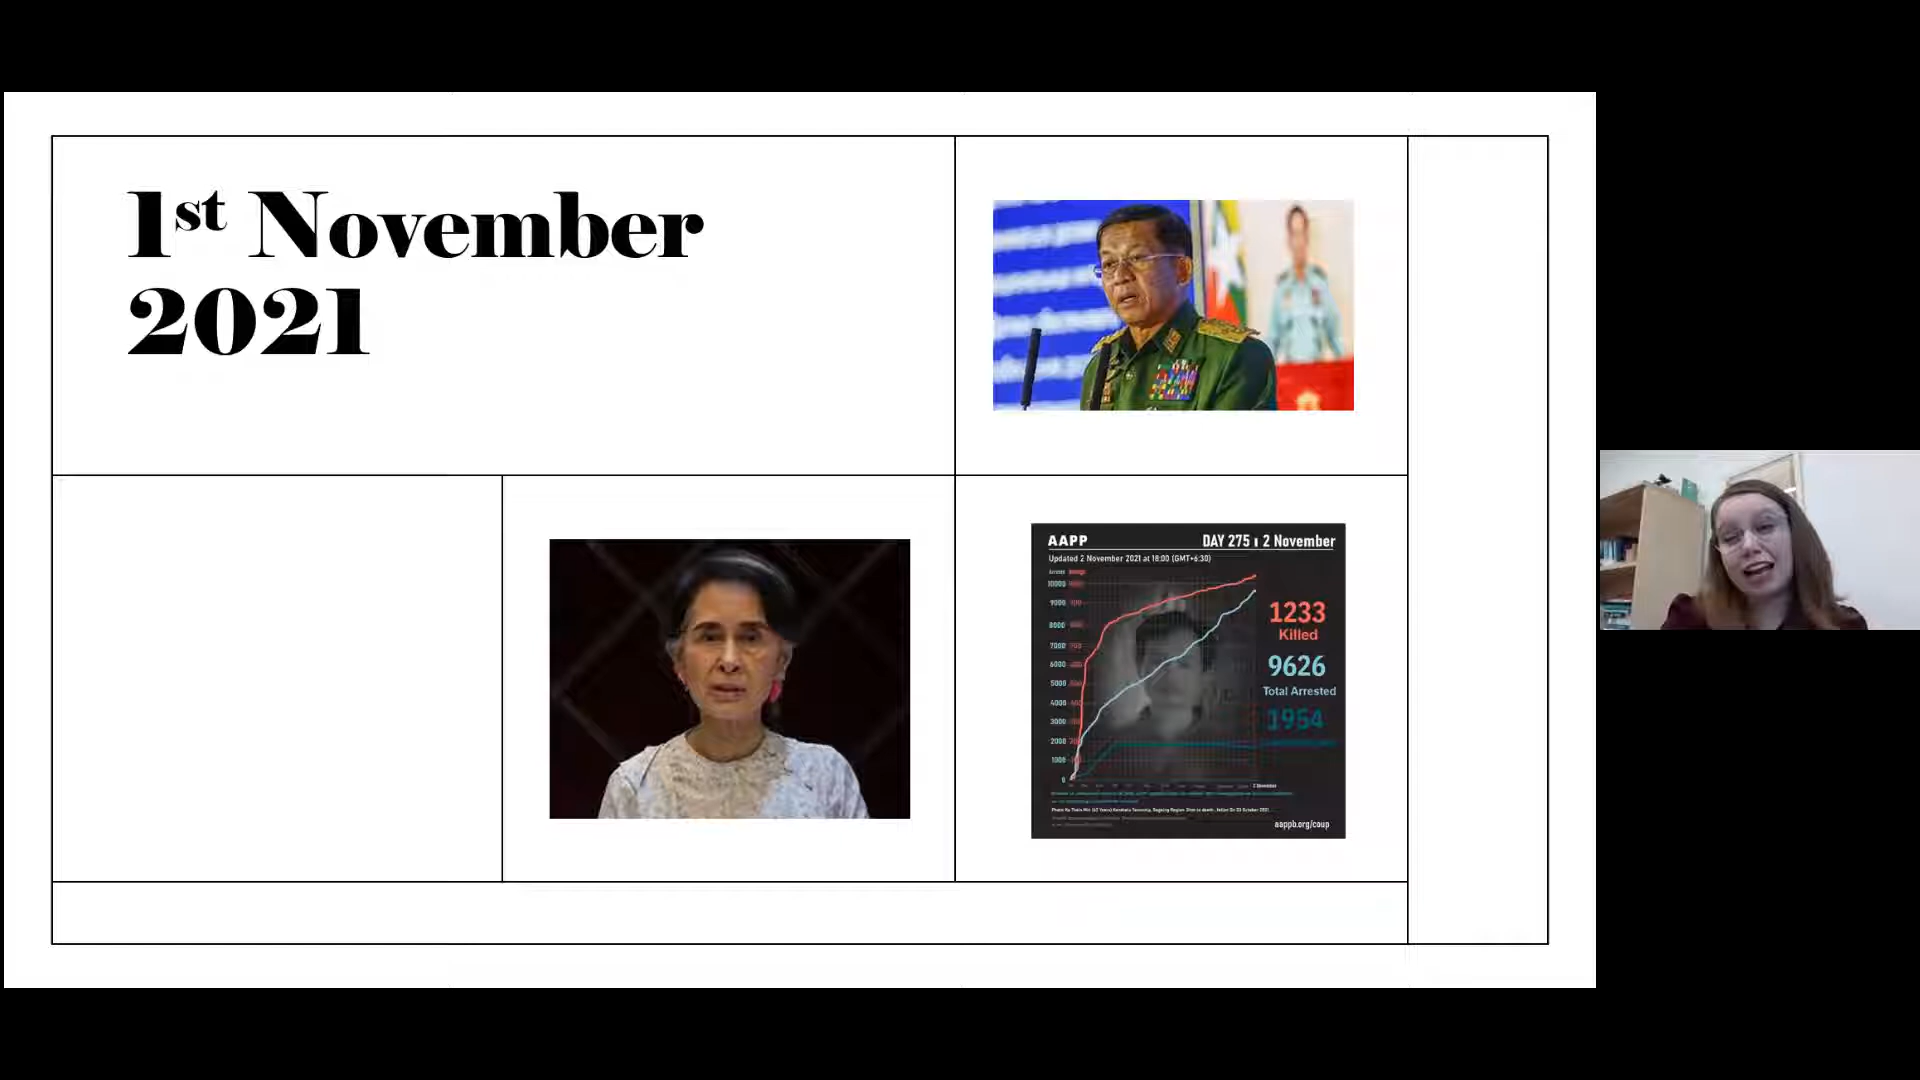 1st November
2021
AAPP
DAY 275 ı 2 November
Updated 2 November 2021 at 18:00 (GMT+6:30)
10000
9000
8000
7000
6000
5000
4000
3000
2000
1000
0
1233
Killed
9626
Total Arrested
1954
2 November
aappb.org/coup